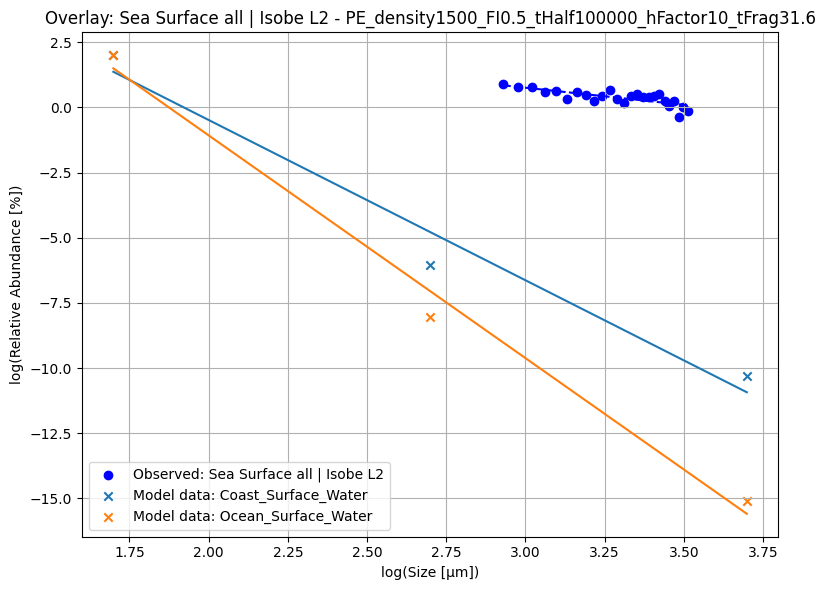 Overlay: Sea Surface all | Isobe L2 - PE_density1500_FI0.5_tHalf100000_hFactor10_tFrag31.6
log(Relative Abundance [%])
2.5
0.0
−2.5
−5.0
−7.5
−10.0
−12.5
−15.0
Observed: Sea Surface all | Isobe L2
Model data: Coast_Surface_Water
Model data: Ocean_Surface_Water
1.75
2.00
2.25
2.50
2.75
3.00
3.25
3.50
3.75
log(Size [µm])